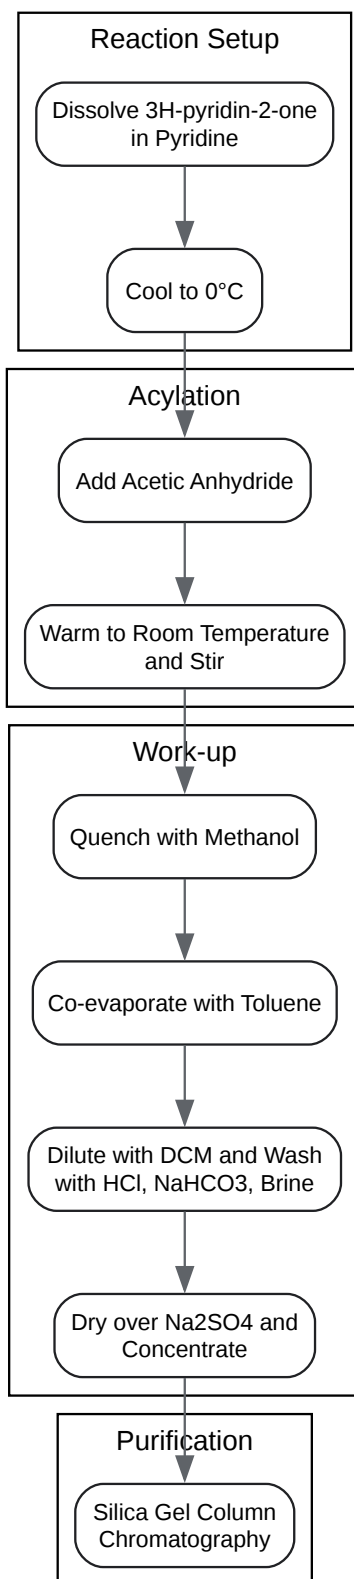 Reaction Setup
Dissolve 3H-pyridin-2-one
in Pyridine
Cool to 0°C
Acylation
Add Acetic Anhydride
Warm to Room Temperature
and Stir
Work-up
Quench with Methanol
Co-evaporate with Toluene
Dilute with DCM and Wash
with HCl, NaHCO3, Brine
Dry over Na2SO4 and
Concentrate
Purification
Silica Gel Column
Chromatography